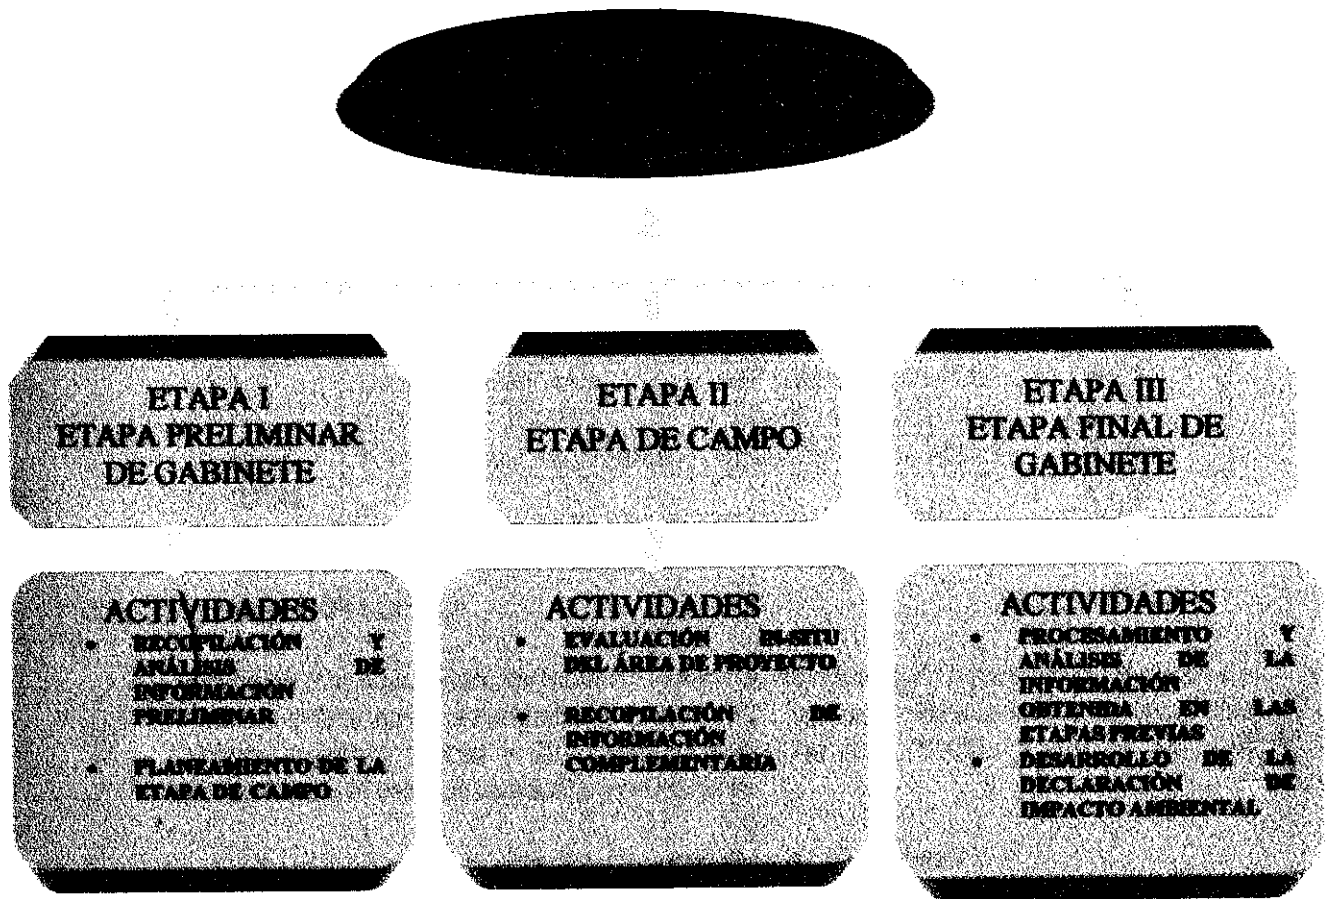 ETAPA I
ETAPA PRELIMINAR
DE GABINETE
ETAPA II
ETAPA DE CAMPO
ETAPA III
ETAPA FINAL DE
GABINETE
ACTIVIDADES
• RECOPILACIÓN Y
ANÁLISIS DE
INFORMACIÓN
PRELIMINAR
• PLANEAMIENTO DE LA
ETAPA DE CAMPO
ACTIVIDADES
• EVALUACIÓN IN-SITU
DEL ÁREA DE PROYECTO
• RECOPILACIÓN DE
INFORMACIÓN
COMPLEMENTARIA
ACTIVIDADES
• PROCESAMIENTO Y
ANÁLISIS DE LA
INFORMACIÓN
OBTENIDA EN LAS
ETAPAS PREVIAS
• DESARROLLO DE LA
DECLARACIÓN DE
IMPACTO AMBIENTAL